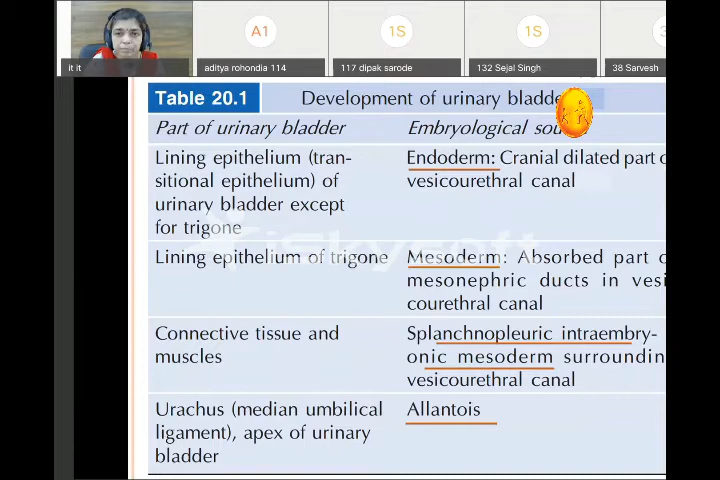 A1
1S
1S
3
it it
aditya rohondia 114
117 dipak sarode
132 Sejal Singh
38 Sarvesh
Table 20.1
Development of urinary bladde
Part of urinary bladder
Embryological sou
Lining epithelium (tran-
sitional epithelium) of
urinary bladder except
for trigone
Endoderm: Cranial dilated part o
vesicourethral canal
Lining epithelium of trigone
Mesoderm: Absorbed part o
mesonephric ducts in vesi
courethral canal
Connective tissue and
muscles
Splanchnopleuric intraembry-
onic mesoderm surroundin
vesicourethral canal
Urachus (median umbilical
ligament), apex of urinary
bladder
Allantois
iSkysoft